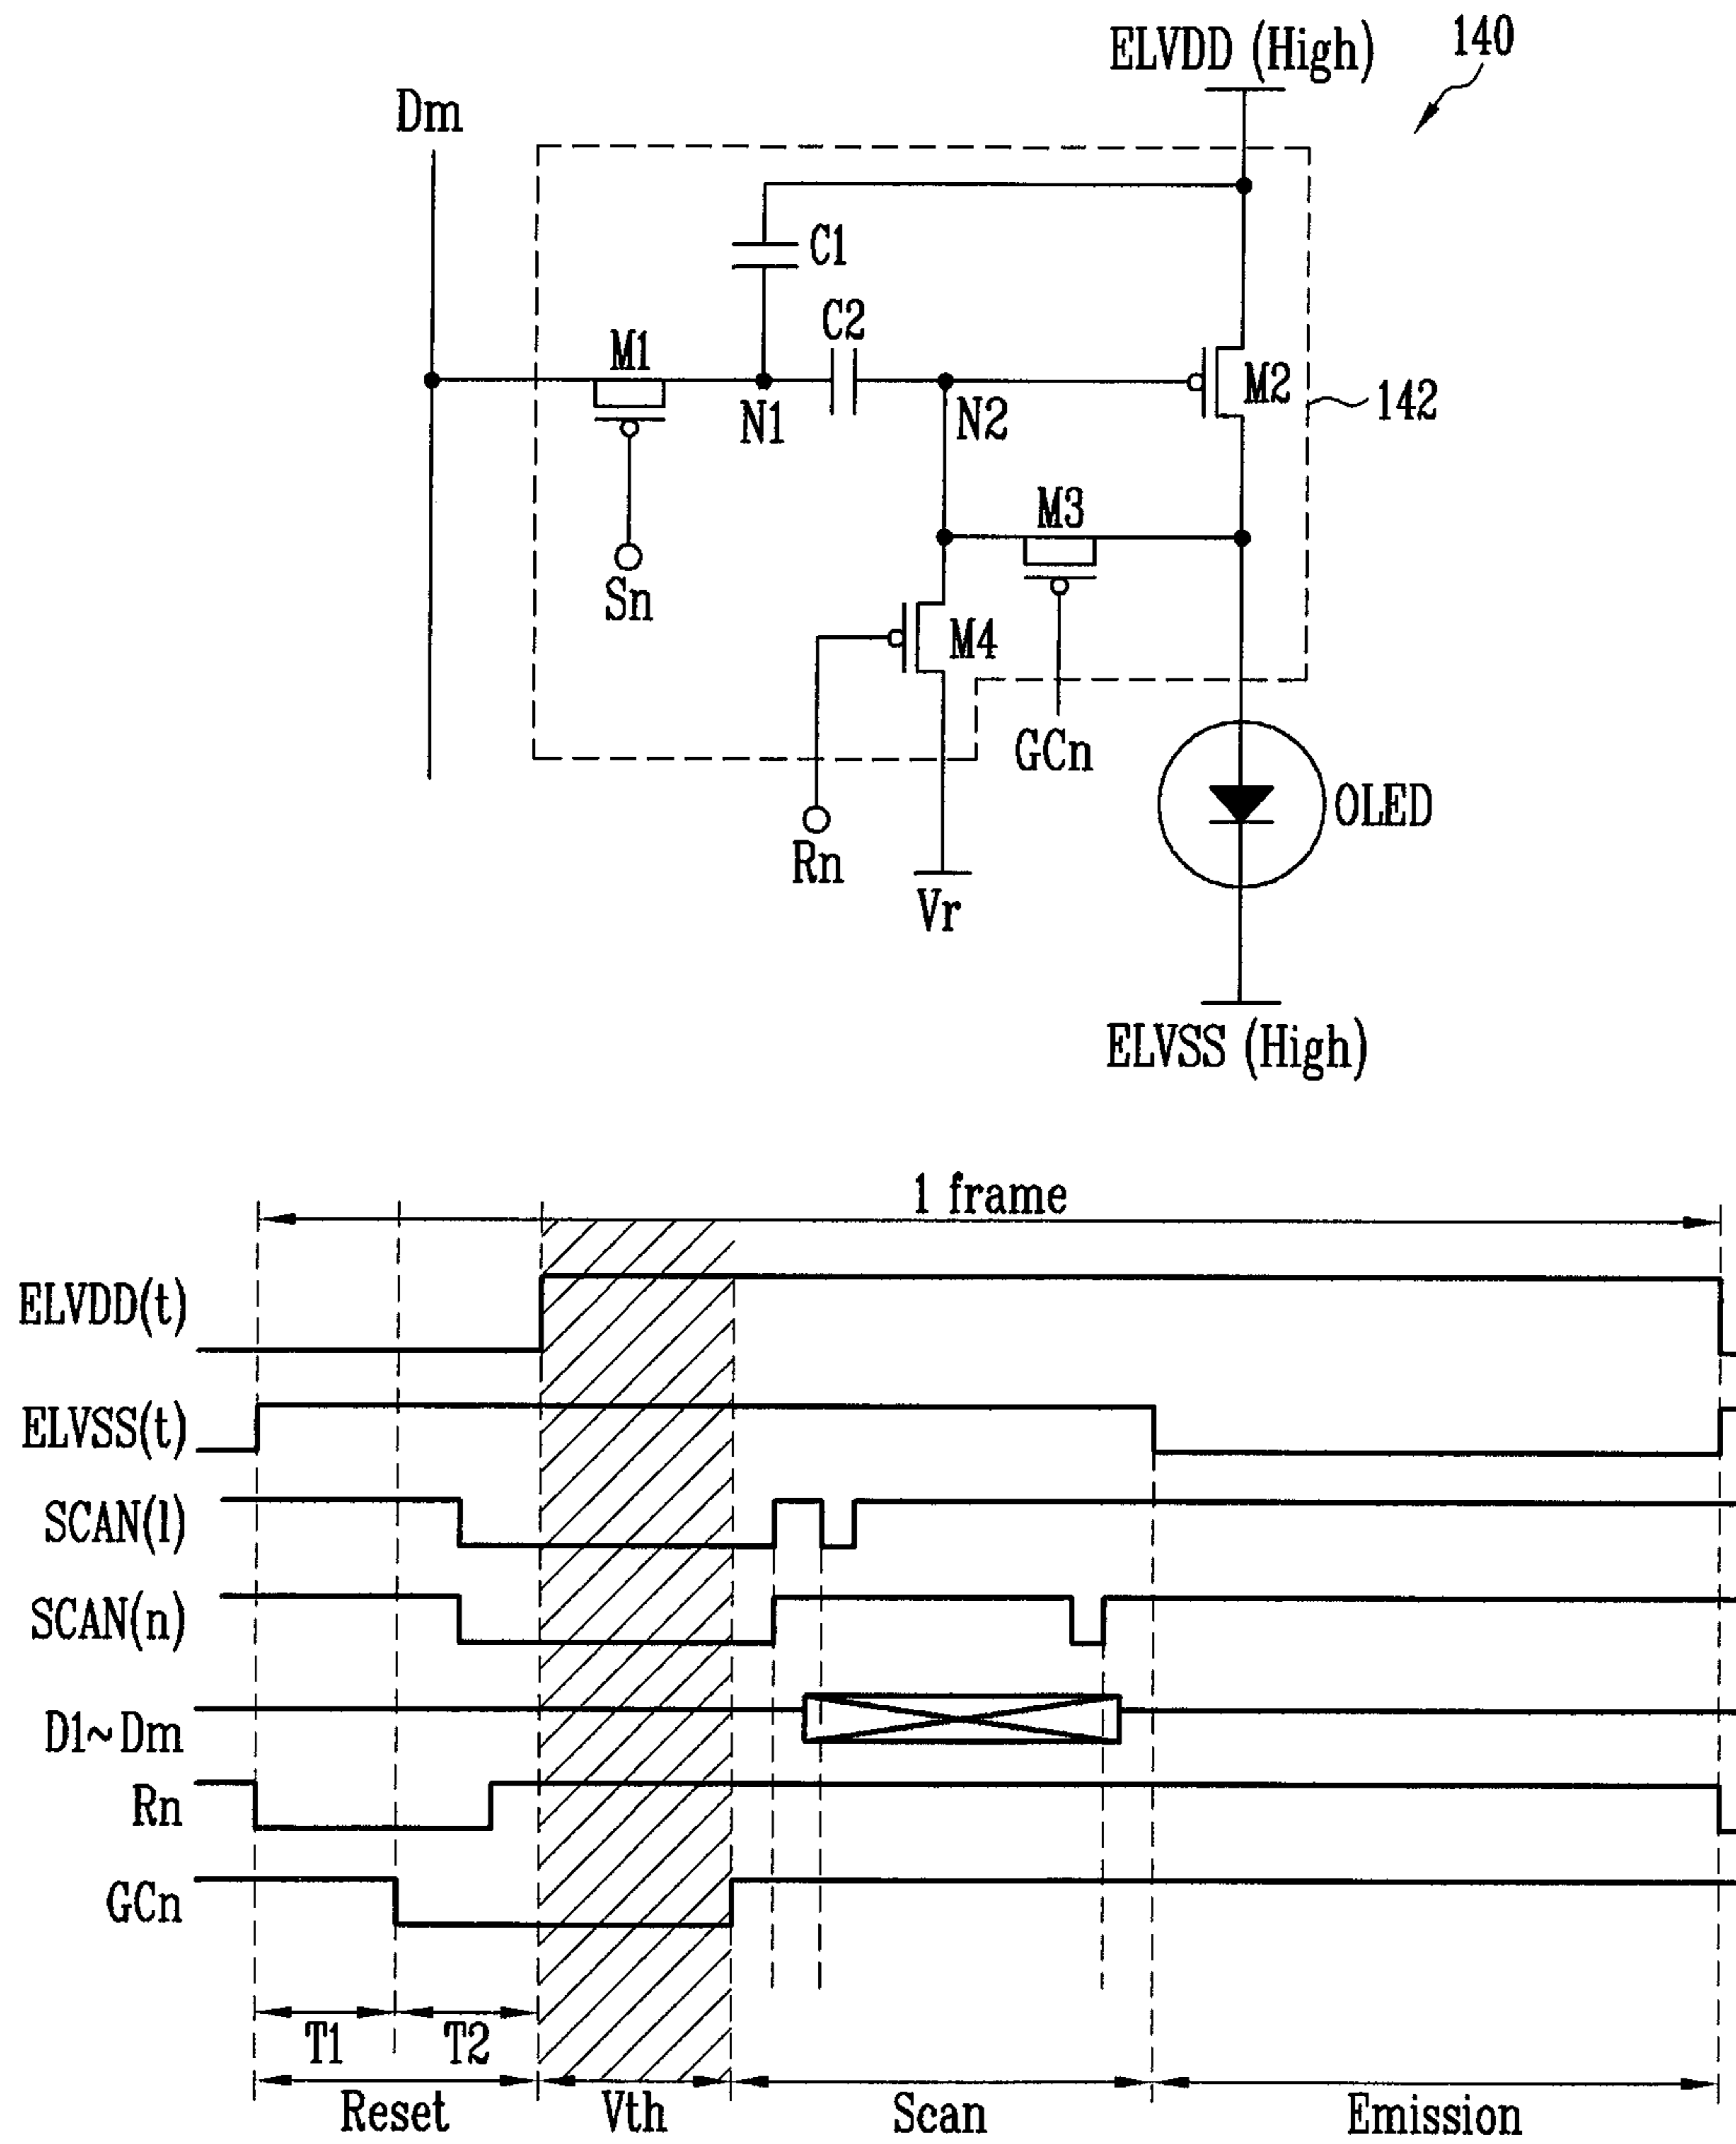 ELVDD (High)
140
Dm
C1
C2
M1
M2
142
N1
N2
M3
Sn
M4
GCn
OLED
Rn
Vr
ELVSS (High)
1 frame
ELVDD(t)
ELVSS(t)
SCAN(1)
SCAN(n)
D1~Dm
Rn
GCn
T1
T2
Reset
Vth
Scan
Emission